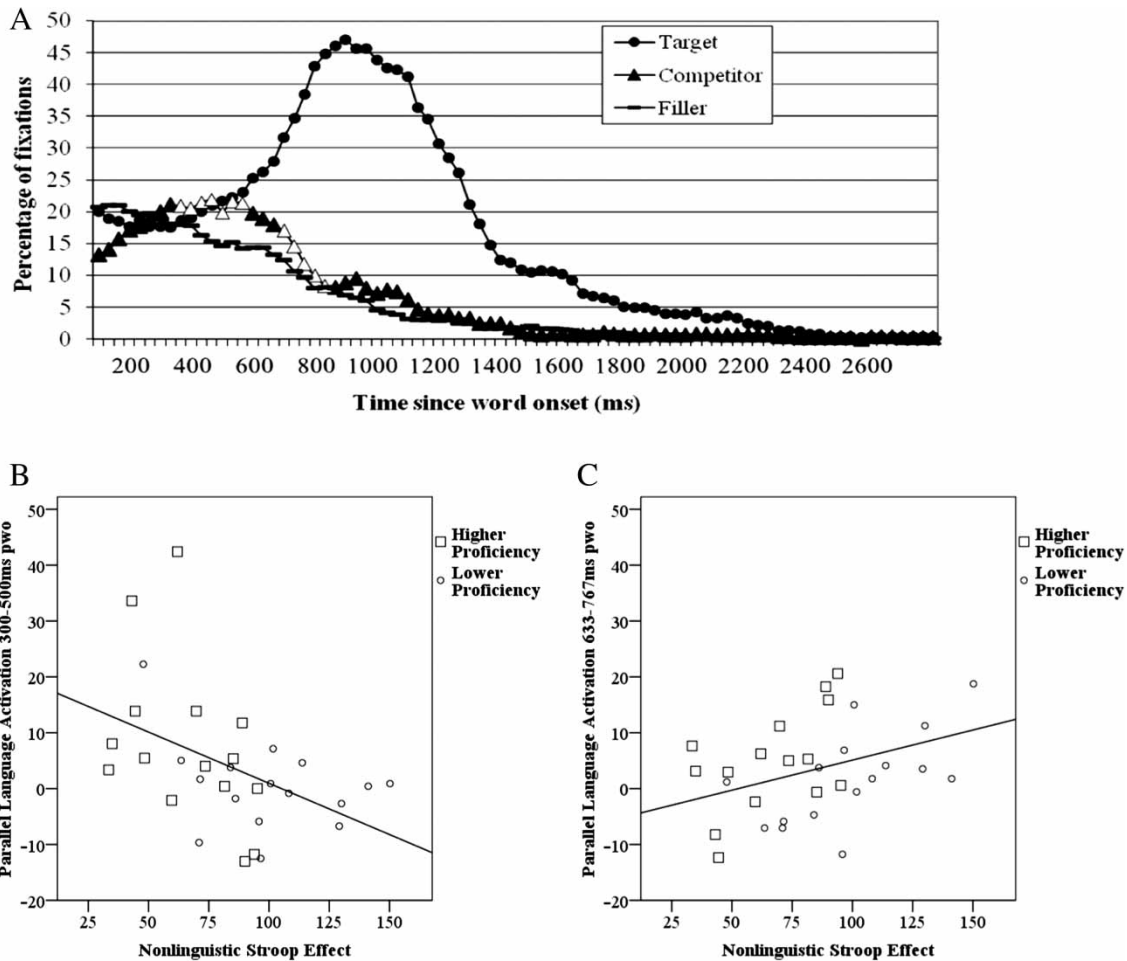 A
50
45
40
35
30
25
20
15
10
5
0
Percentage of fixations
Target
Competitor
Filler
200 600 800 1000 1200 1400 1600 1800 2000 2200 2400 2600
Time since word onset (ms)
B
Parallel Language Activation 300-500ms pwo
50
40
30
20
10
0
-10
-20
25 50 75 100 125 150
Nonlinguistic Stroop Effect
Higher
Proficiency
Lower
Proficiency
C
Parallel Language Activation 633-767ms pwo
50
40
30
20
10
0
-10
-20
25 50 75 100 125 150
Nonlinguistic Stroop Effect
Higher
Proficiency
Lower
Proficiency